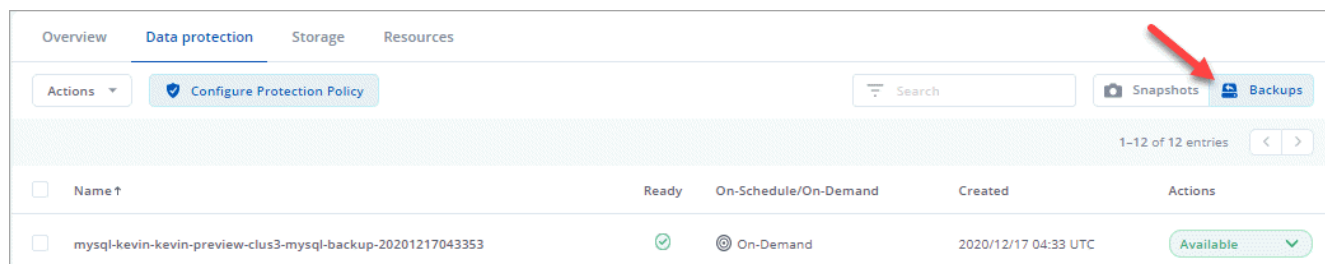 Overview Data protection Storage Resources
Actions Configure Protection Policy Search Snapshots Backups
1–12 of 12 entries
Name↑ Ready On-Schedule/On-Demand Created Actions
mysql-kevin-kevin-preview-clus3-mysql-backup-20201217043353 On-Demand 2020/12/17 04:33 UTC Available